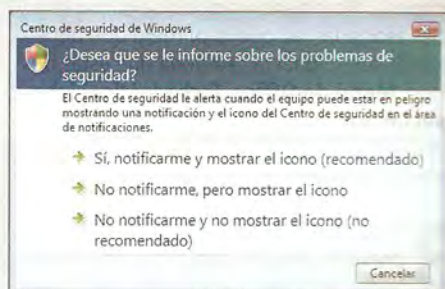 Centro de seguridad de Windows
¿Desea que se le informe sobre los problemas de
seguridad?
El Centro de seguridad le alerta cuando el equipo puede estar en peligro
mostrando una notificación y el icono del Centro de seguridad en el área
de notificaciones.
Sí, notificarme y mostrar el icono (recomendado)
No notificarme, pero mostrar el icono
No notificarme y no mostrar el icono (no
recomendado)
Cancelar